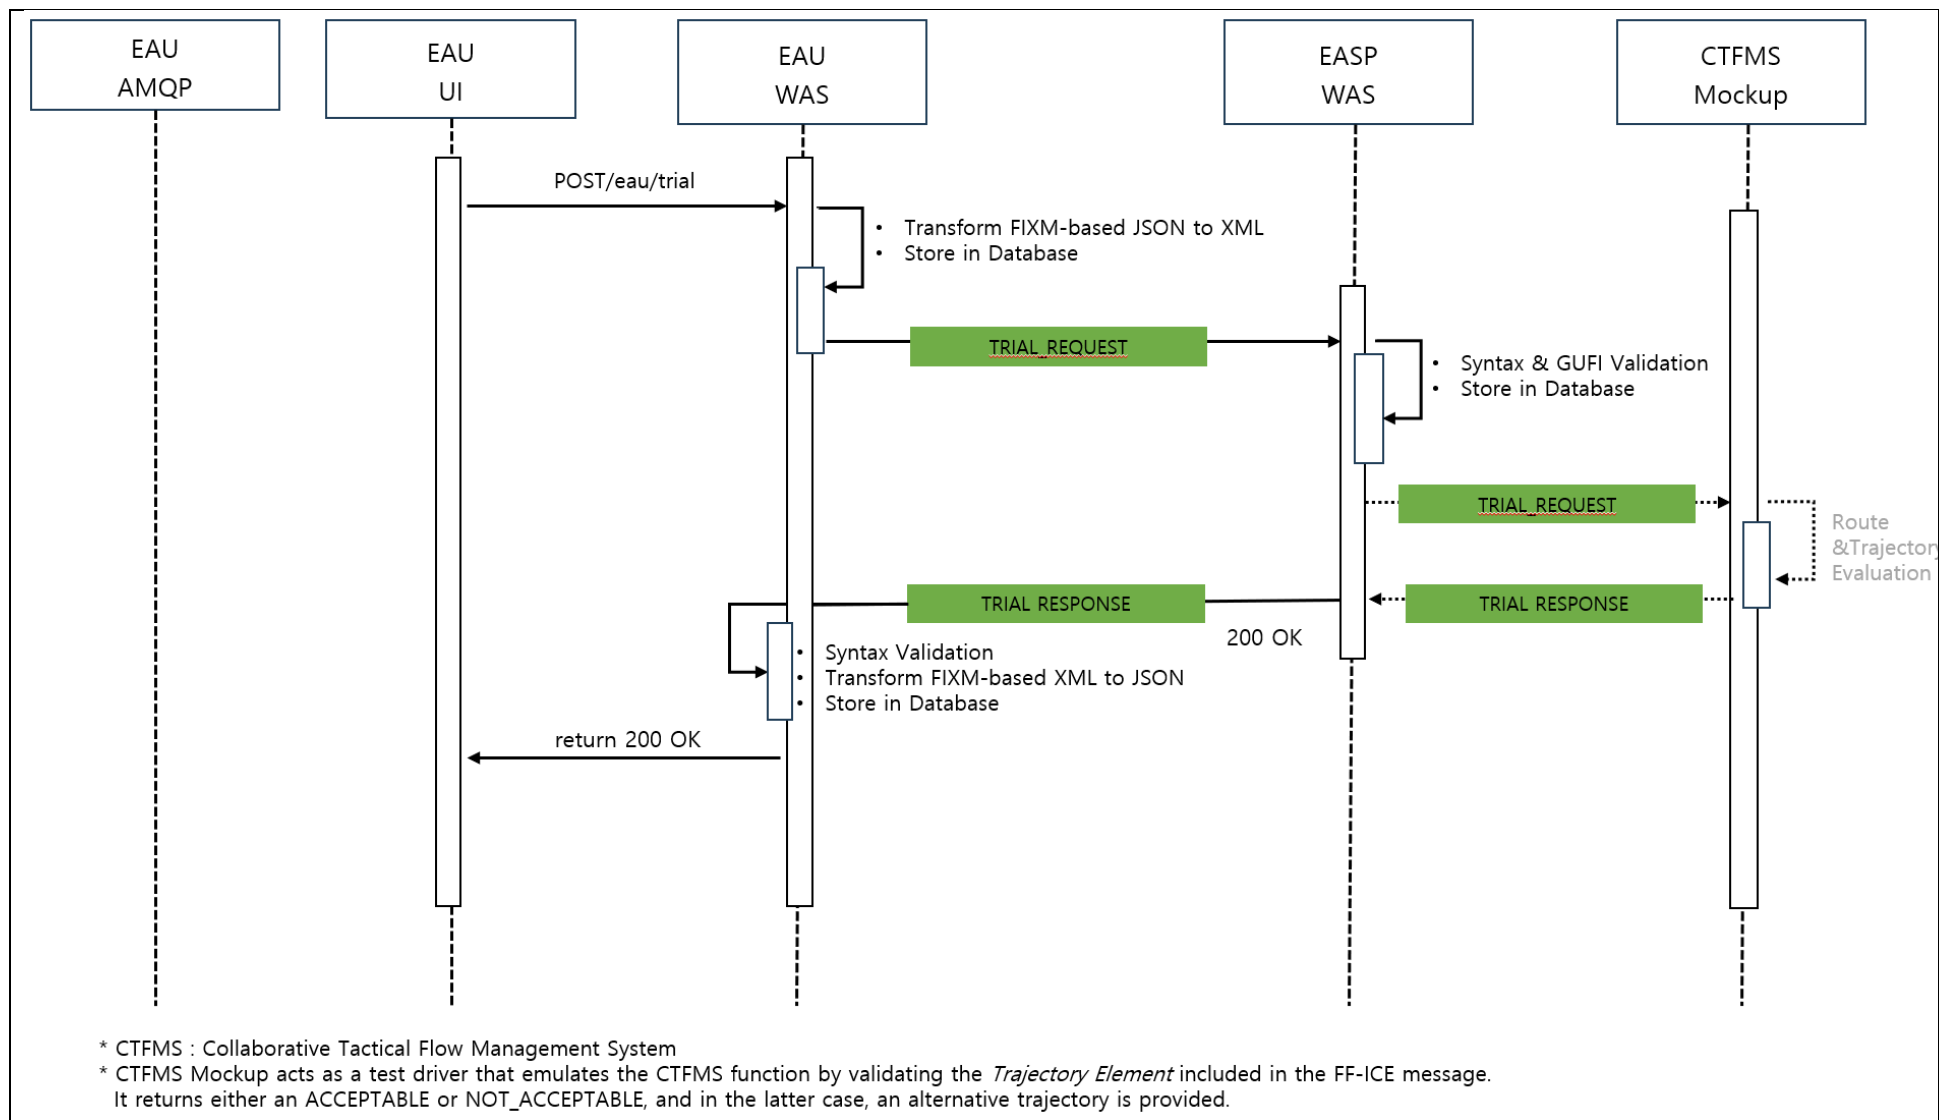 EAU
AMQP
EAU
UI
EAU
WAS
EASP
WAS
CTFMS
Mockup
POST/eau/trial
• Transform FIXM-based JSON to XML
• Store in Database
TRIAL_REQUEST
• Syntax & GUFI Validation
• Store in Database
TRIAL_REQUEST
Route
&Trajectory
Evaluation
TRIAL RESPONSE
TRIAL RESPONSE
200 OK
• Syntax Validation
• Transform FIXM-based XML to JSON
• Store in Database
return 200 OK
* CTFMS : Collaborative Tactical Flow Management System
* CTFMS Mockup acts as a test driver that emulates the CTFMS function by validating the Trajectory Element included in the FF-ICE message.
It returns either an ACCEPTABLE or NOT_ACCEPTABLE, and in the latter case, an alternative trajectory is provided.